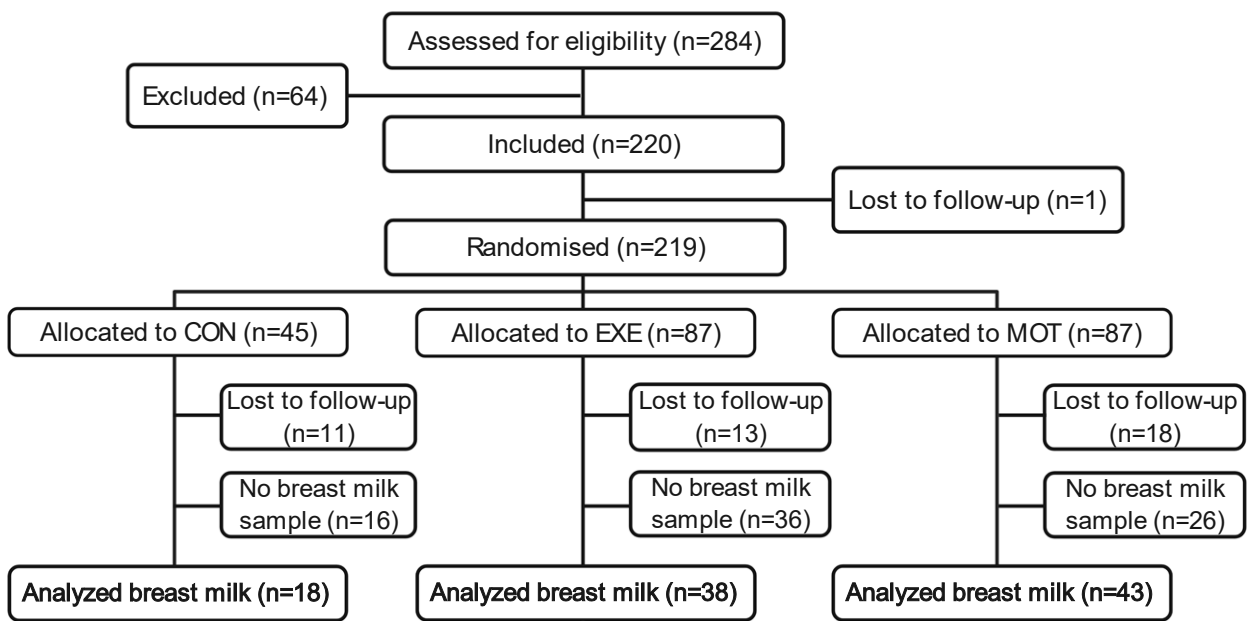 Assessed for eligibility (n=284)
Excluded (n=64)
Included (n=220)
Lost to follow-up (n=1)
Randomised (n=219)
Allocated to CON (n=45)
Allocated to EXE (n=87)
Allocated to MOT (n=87)
Lost to follow-up
(n=11)
Lost to follow-up
(n=13)
Lost to follow-up
(n=18)
No breast milk
sample (n=16)
No breast milk
sample (n=36)
No breast milk
sample (n=26)
Analyzed breast milk (n=18)
Analyzed breast milk (n=38)
Analyzed breast milk (n=43)